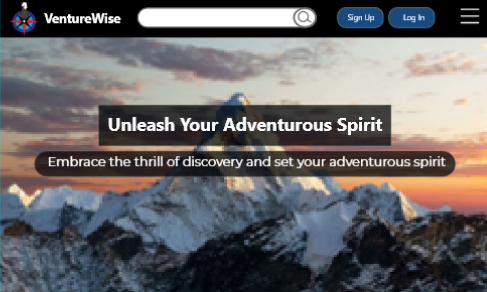 VentureWise
Sign Up
Log In
Unleash Your Adventurous Spirit
Embrace the thrill of discovery and set your adventurous spirit